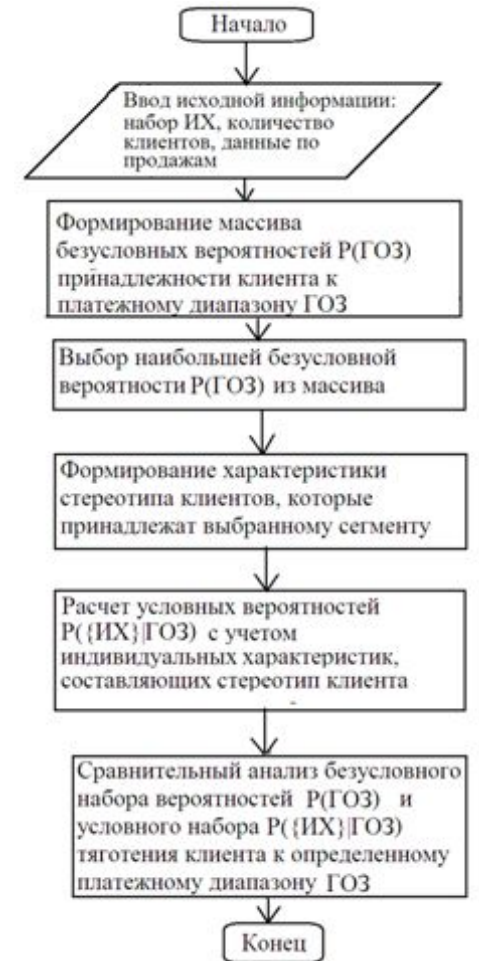 Начало
Ввод исходной информации:
набор ИХ, количество
клиентов, данные по
продажам
Формирование массива
безусловных вероятностей Р(ГОЗ)
принадлежности клиента к
платежному диапазону ГОЗ
Выбор наибольшей безусловной
вероятности Р(ГОЗ) из массива
Формирование характеристики
стереотипа клиентов, которые
принадлежат выбранному сегменту
Расчет условных вероятностей
Р({ИХ}|ГОЗ) с учетом
индивидуальных характеристик,
составляющих стереотип клиента
Сравнительный анализ безусловного
набора вероятностей Р(ГОЗ) и
условного набора Р({ИХ}|ГОЗ)
тяготения клиента к определенному
платежному диапазону ГОЗ
Конец